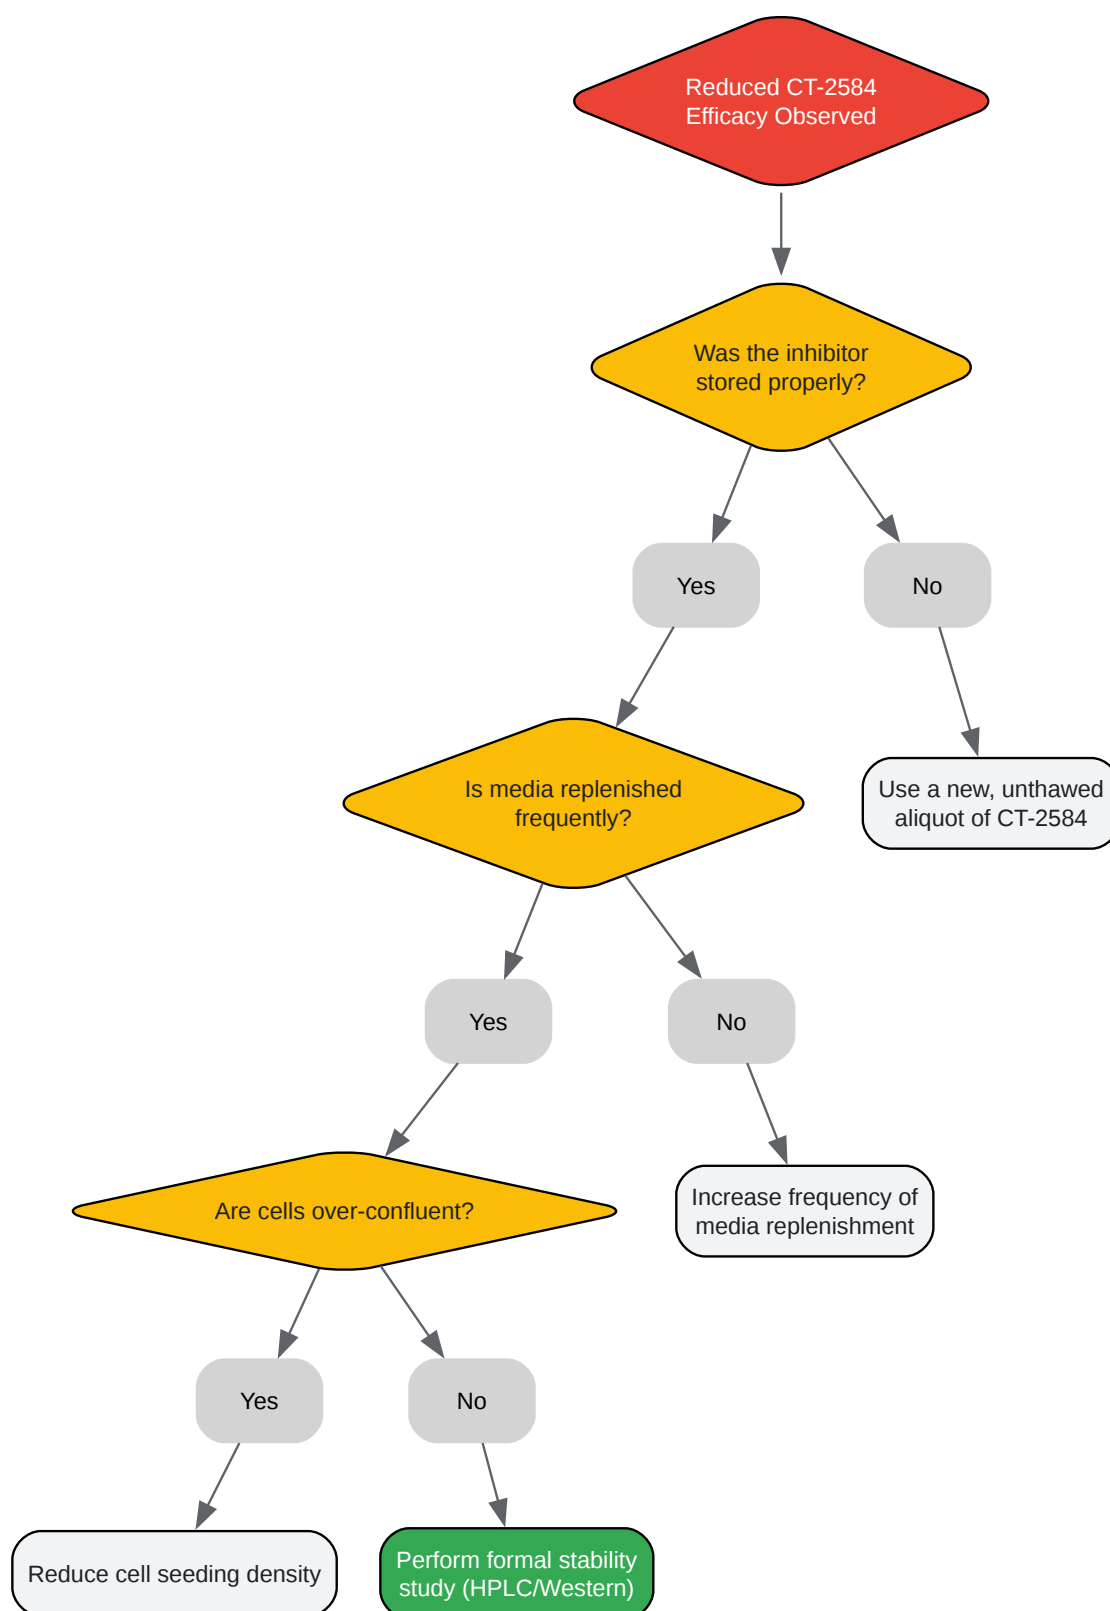 Reduced CT-2584
Efficacy Observed
Was the inhibitor
stored properly?
Yes
No
Is media replenished
frequently?
Use a new, unthawed
aliquot of CT-2584
Yes
No
Are cells over-confluent?
Increase frequency of
media replenishment
Yes
No
Reduce cell seeding density
Perform formal stability
study (HPLC/Western)